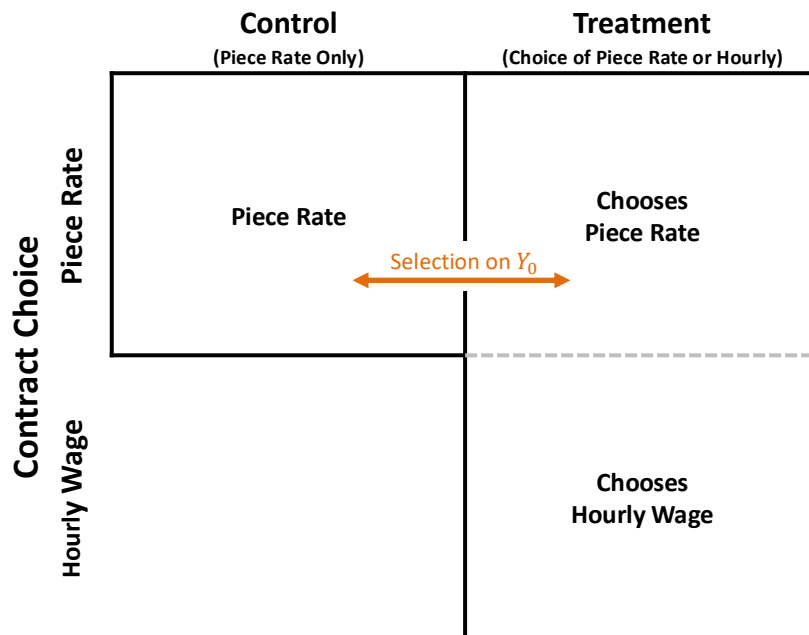 Control
(Piece Rate Only)
Treatment
(Choice of Piece Rate or Hourly)
Contract Choice
Piece Rate
Hourly Wage
Piece Rate
Chooses
Piece Rate
Selection on Y₀
Chooses
Hourly Wage